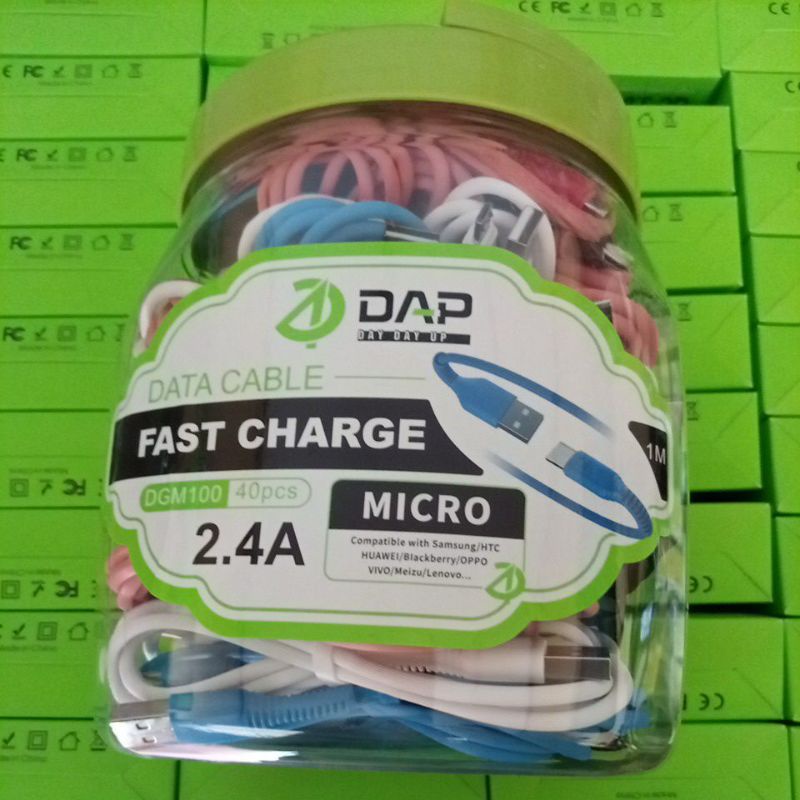 DAP
DAY DAY UP
DATA CABLE
FAST CHARGE
1M
DGM100 40pcs
2.4A
MICRO
Compatible with Samsung/HTC
HUAWEI/Blackberry/OPPO
VIVO/Meizu/Lenovo...